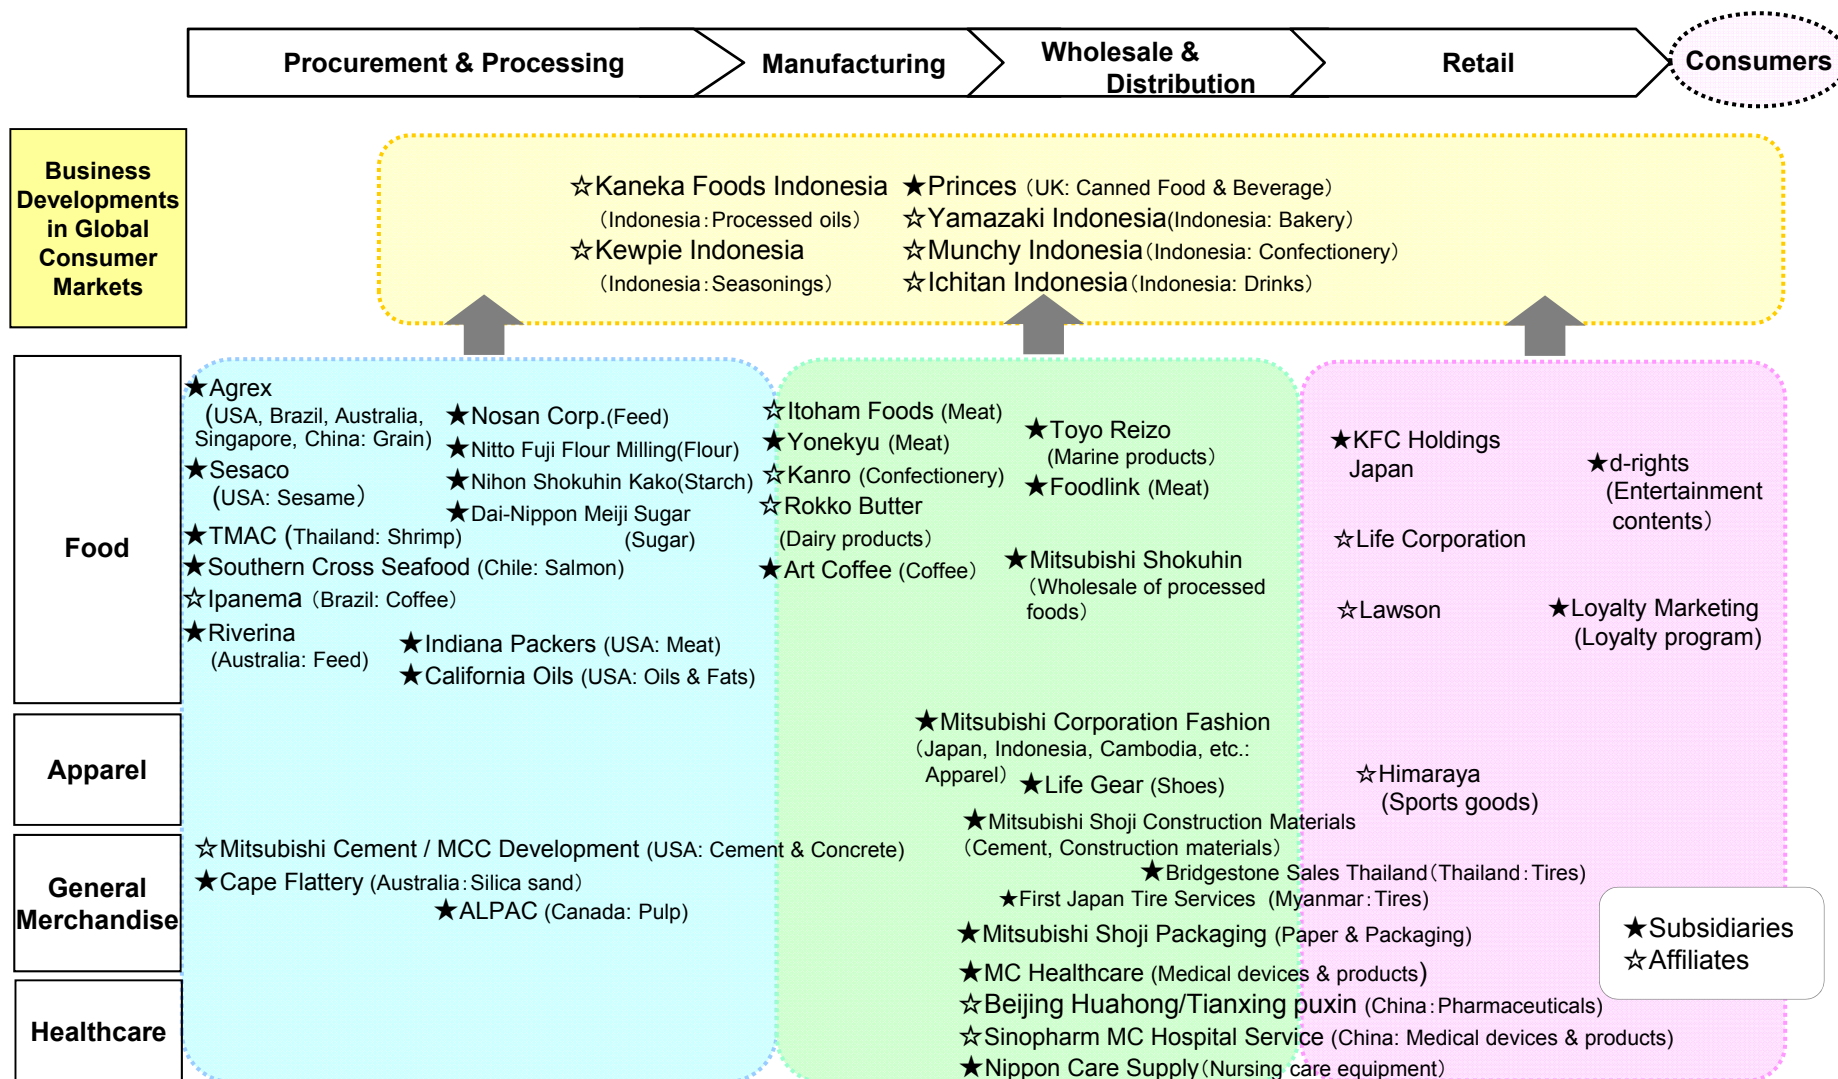 Procurement & Processing
Manufacturing
Wholesale &
Distribution
Retail
Consumers
Business
Developments
in Global
Consumer
Markets
☆Kaneka Foods Indonesia
(Indonesia:Processed oils)
☆Kewpie Indonesia
(Indonesia:Seasonings)
★Princes (UK: Canned Food & Beverage)
☆Yamazaki Indonesia(Indonesia: Bakery)
☆Munchy Indonesia(Indonesia: Confectionery)
☆Ichitan Indonesia(Indonesia: Drinks)
Food
★Agrex
(USA, Brazil, Australia,
Singapore, China: Grain)
★Sesaco
(USA: Sesame)
★TMAC (Thailand: Shrimp)
★Southern Cross Seafood (Chile: Salmon)
☆Ipanema (Brazil: Coffee)
★Riverina
(Australia: Feed)
★Nosan Corp.(Feed)
★Nitto Fuji Flour Milling(Flour)
★Nihon Shokuhin Kako(Starch)
★Dai-Nippon Meiji Sugar
(Sugar)
★Indiana Packers (USA: Meat)
★California Oils (USA: Oils & Fats)
☆Itoham Foods (Meat)
★Yonekyu (Meat)
☆Kanro (Confectionery)
☆Rokko Butter
(Dairy products)
★Art Coffee (Coffee)
★Toyo Reizo
(Marine products)
★Foodlink (Meat)
★Mitsubishi Shokuhin
(Wholesale of processed
foods)
★KFC Holdings
Japan
☆Life Corporation
☆Lawson
★d-rights
(Entertainment
contents)
★Loyalty Marketing
(Loyalty program)
Apparel
★Mitsubishi Corporation Fashion
(Japan, Indonesia, Cambodia, etc.:
Apparel)
★Life Gear (Shoes)
☆Himaraya
(Sports goods)
General
Merchandise
☆Mitsubishi Cement / MCC Development (USA: Cement & Concrete)
★Cape Flattery (Australia:Silica sand)
★ALPAC (Canada: Pulp)
★Mitsubishi Shoji Construction Materials
(Cement, Construction materials)
★Bridgestone Sales Thailand(Thailand:Tires)
★First Japan Tire Services (Myanmar:Tires)
★Mitsubishi Shoji Packaging (Paper & Packaging)
Healthcare
★MC Healthcare (Medical devices & products)
☆Beijing Huahong/Tianxing puxin (China:Pharmaceuticals)
☆Sinopharm MC Hospital Service (China: Medical devices & products)
★Nippon Care Supply(Nursing care equipment)
★Subsidiaries
☆Affiliates